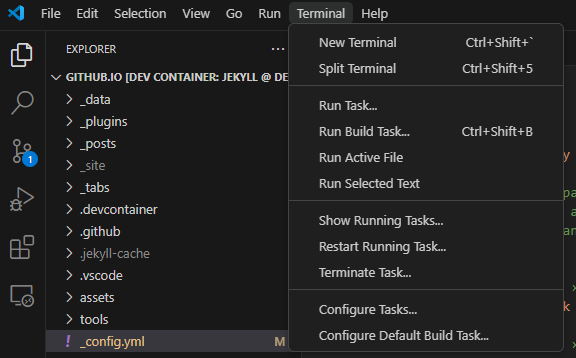 File Edit Selection View Go Run Terminal Help
EXPLORER ...
GITHUB.IO [DEV CONTAINER: JEKYLL @ DE
_data
_plugins
_posts
_site
_tabs
.devcontainer
.github
.jekyll-cache
.vscode
assets
tools
! _config.yml M
1
New Terminal Ctrl+Shift+`
Split Terminal Ctrl+Shift+5
Run Task...
Run Build Task... Ctrl+Shift+B
Run Active File
Run Selected Text
Show Running Tasks...
Restart Running Task...
Terminate Task...
Configure Tasks...
Configure Default Build Task...